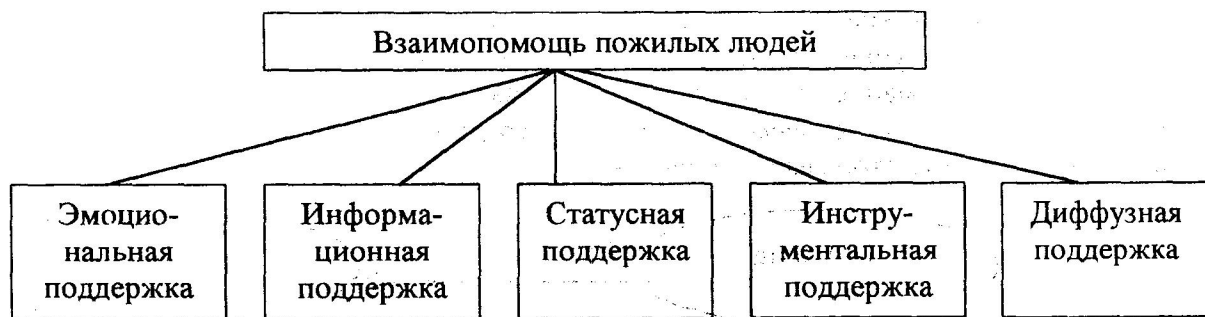 Взаимопомощь пожилых людей
Эмоцио-
нальная
поддержка
Информа-
ционная
поддержка
Статусная
поддержка
Инстру-
ментальная
поддержка
Диффузная
поддержка